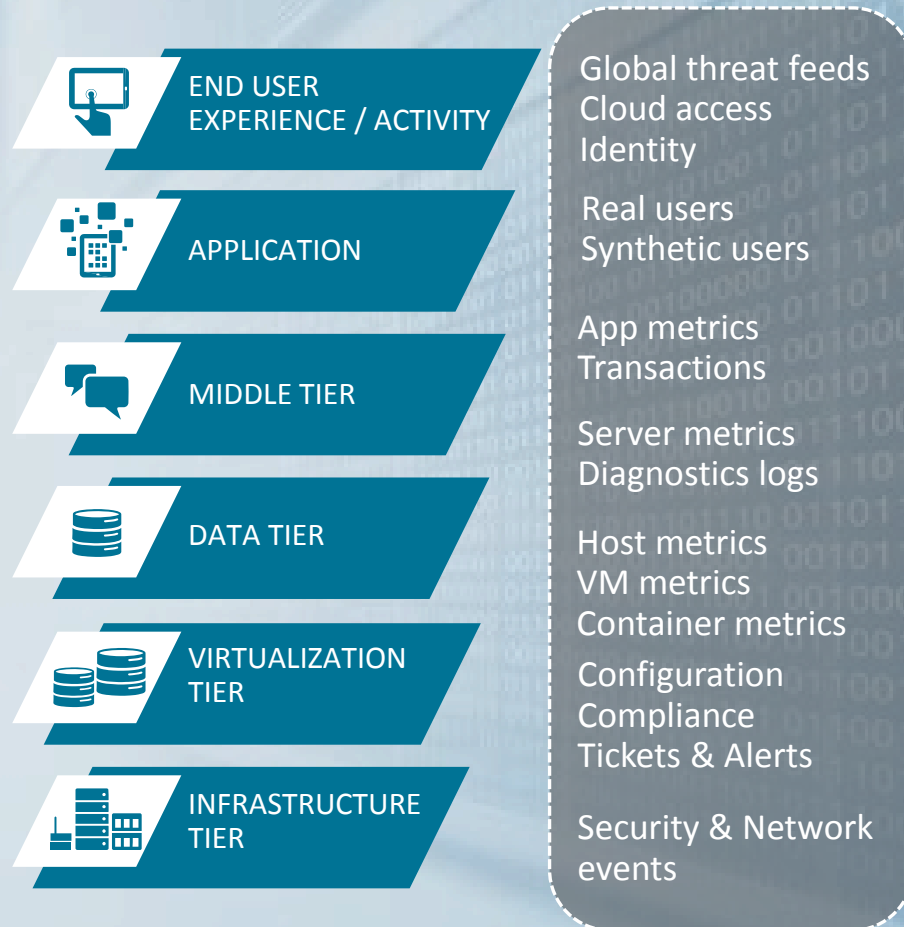 END USER
EXPERIENCE / ACTIVITY
APPLICATION
MIDDLE TIER
DATA TIER
VIRTUALIZATION
TIER
INFRASTRUCTURE
TIER
Global threat feeds
Cloud access
Identity
Real users
Synthetic users
App metrics
Transactions
Server metrics
Diagnostics logs
Host metrics
VM metrics
Container metrics
Configuration
Compliance
Tickets & Alerts
Security & Network
events